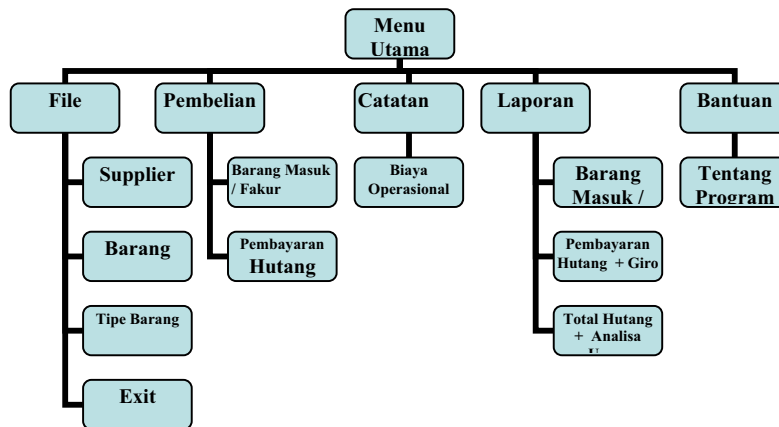 Menu
Utama
File
Pembelian
Catatan
Laporan
Bantuan
Supplier
Barang
Tipe Barang
Exit
Barang Masuk
/ Fakur
Pembayaran
Hutang
Biaya
Operasional
Barang
Masuk /
Pembayaran
Hutang + Giro
Total Hutang
+ Analisa
Tentang
Program